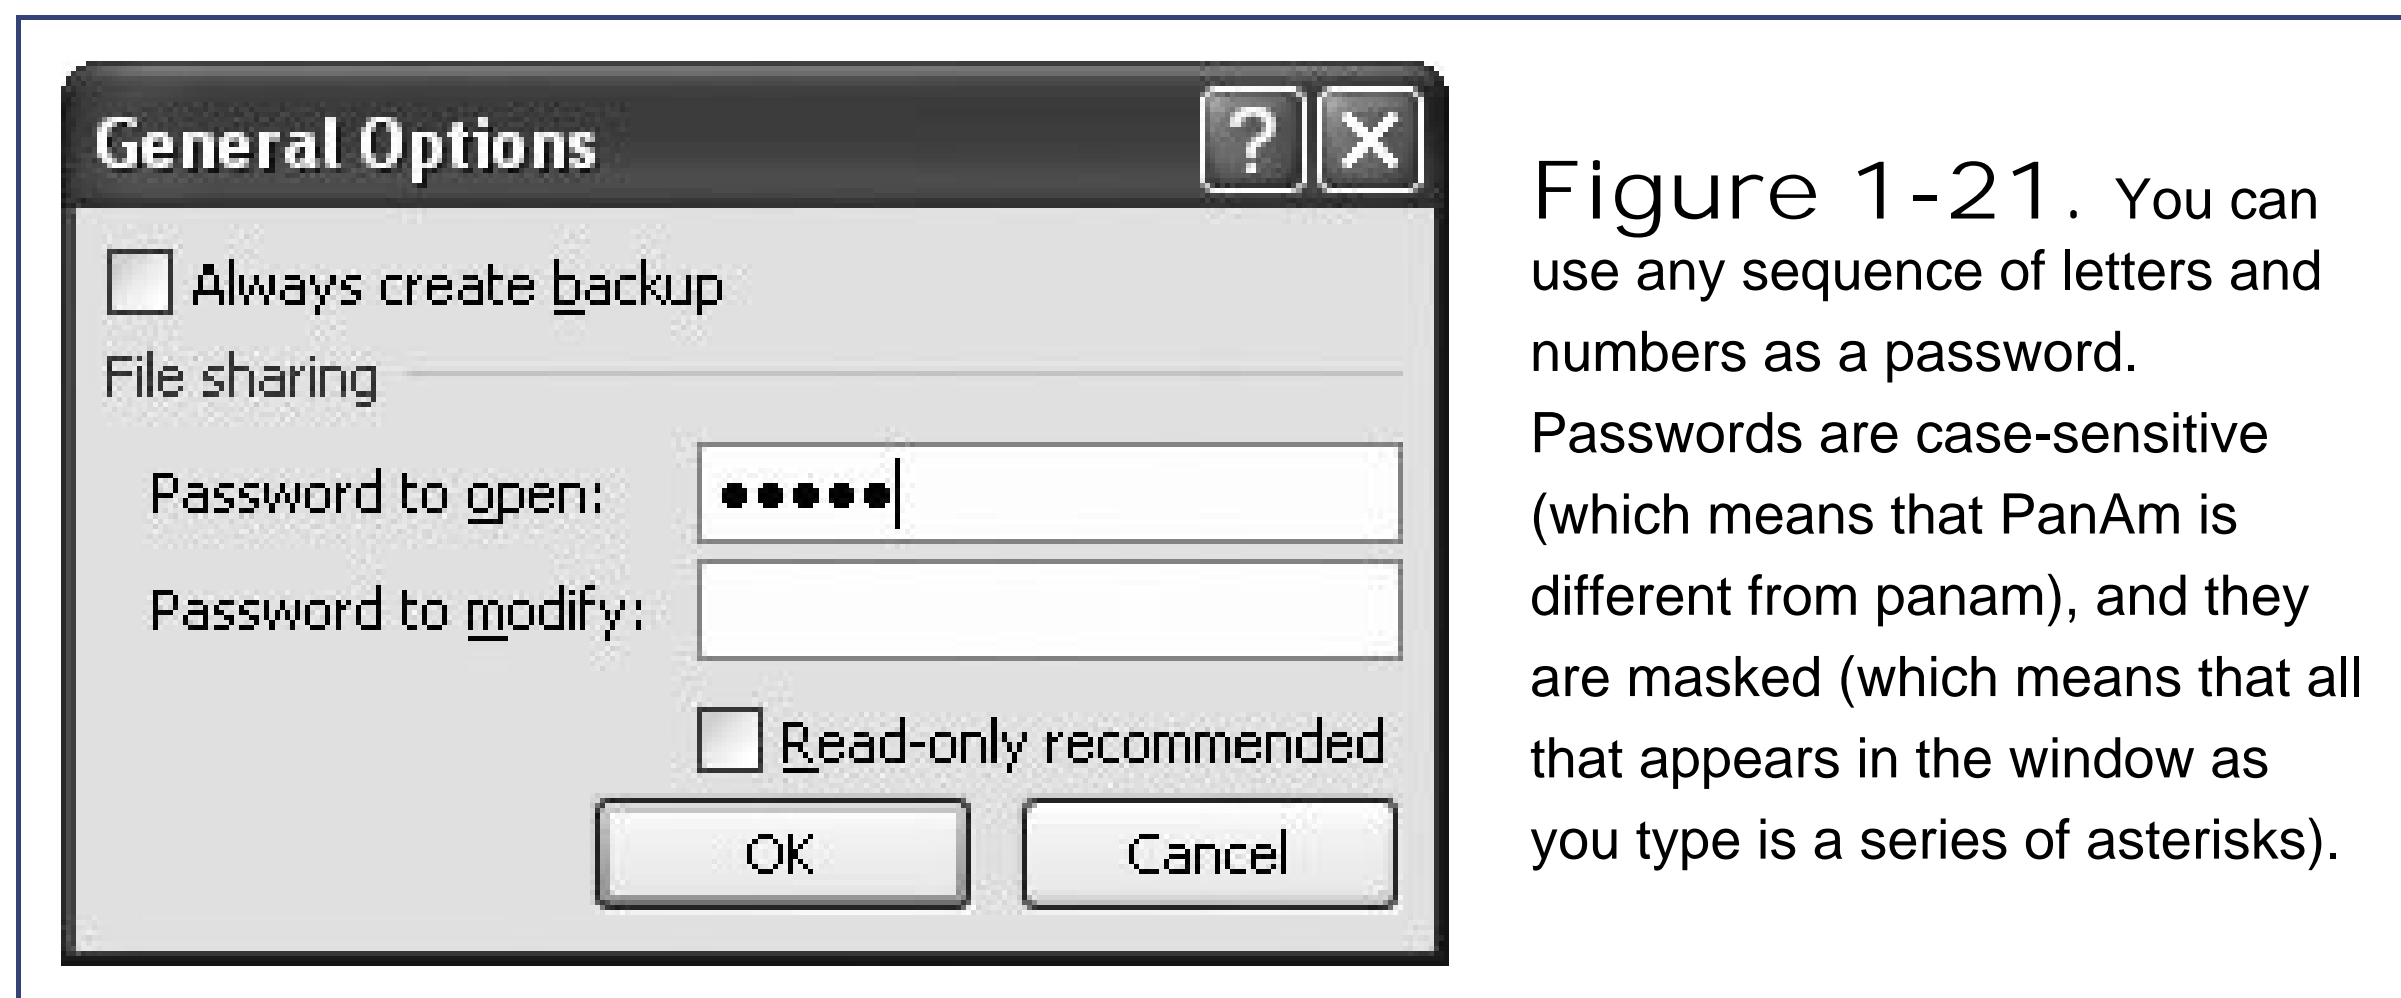 General Options
Always create backup
File sharing
Password to open:
Password to modify:
Read-only recommended
OK Cancel
Figure 1-21. You can
use any sequence of letters and
numbers as a password.
Passwords are case-sensitive
(which means that PanAm is
different from panam), and they
are masked (which means that all
that appears in the window as
you type is a series of asterisks).